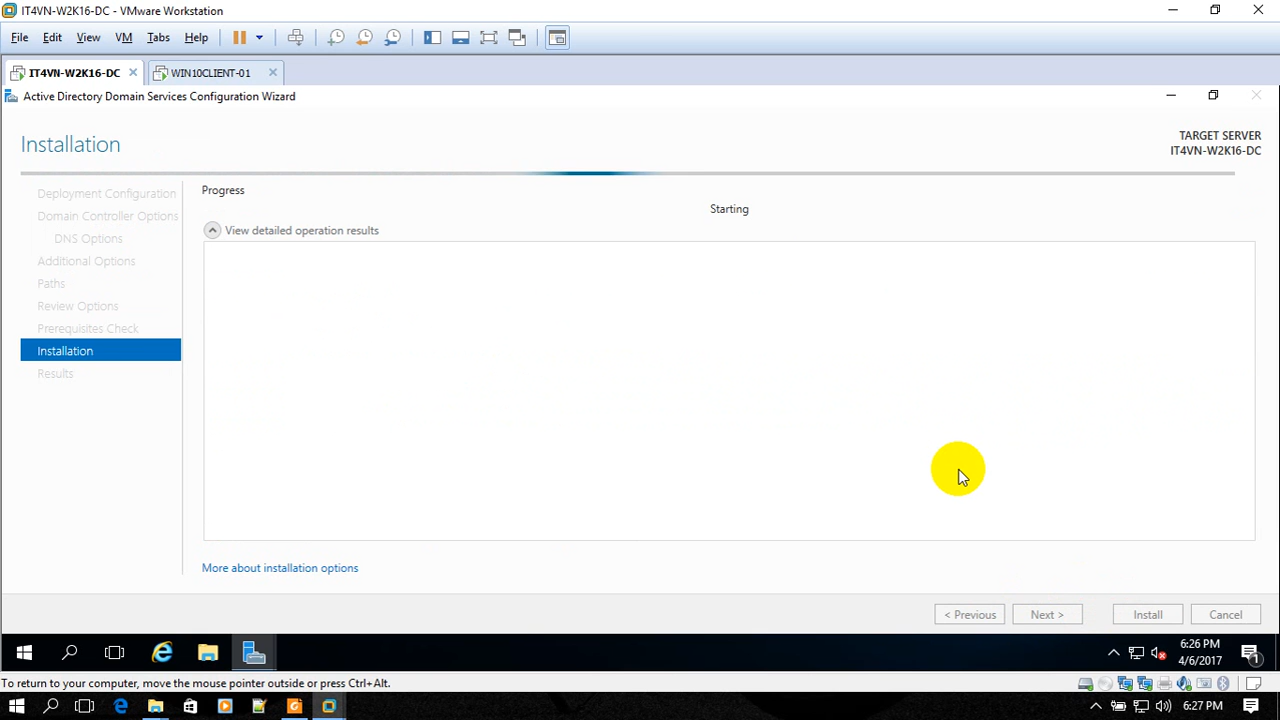 IT4VN-W2K16-DC - VMware Workstation
File Edit View VM Tabs Help
IT4VN-W2K16-DC WIN10CLIENT-01
Active Directory Domain Services Configuration Wizard
Installation
TARGET SERVER
IT4VN-W2K16-DC
Deployment Configuration
Domain Controller Options
DNS Options
Additional Options
Paths
Review Options
Prerequisites Check
Installation
Results
Progress
Starting
View detailed operation results
More about installation options
< Previous Next > Install Cancel
6:26 PM
4/6/2017
1
To return to your computer, move the mouse pointer outside or press Ctrl+Alt.
6:27 PM